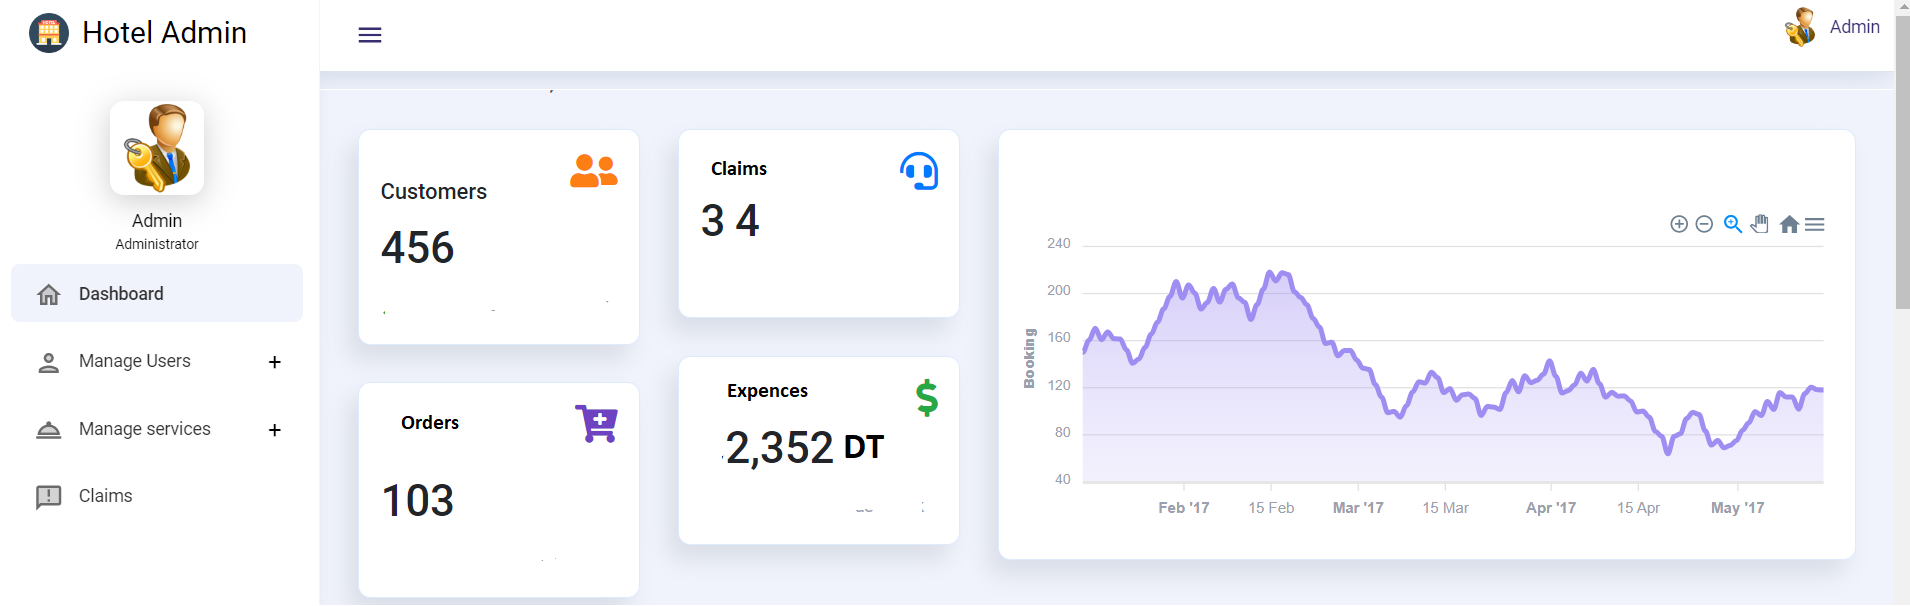 Hotel Admin
Admin
Admin
Administrator
Dashboard
Manage Users +
Manage services +
Claims
Customers
456
Claims
3 4
Orders
103
Expences
2,352 DT
Booking
240
200
160
120
80
40
Feb '17 15 Feb Mar '17 15 Mar Apr '17 15 Apr May '17